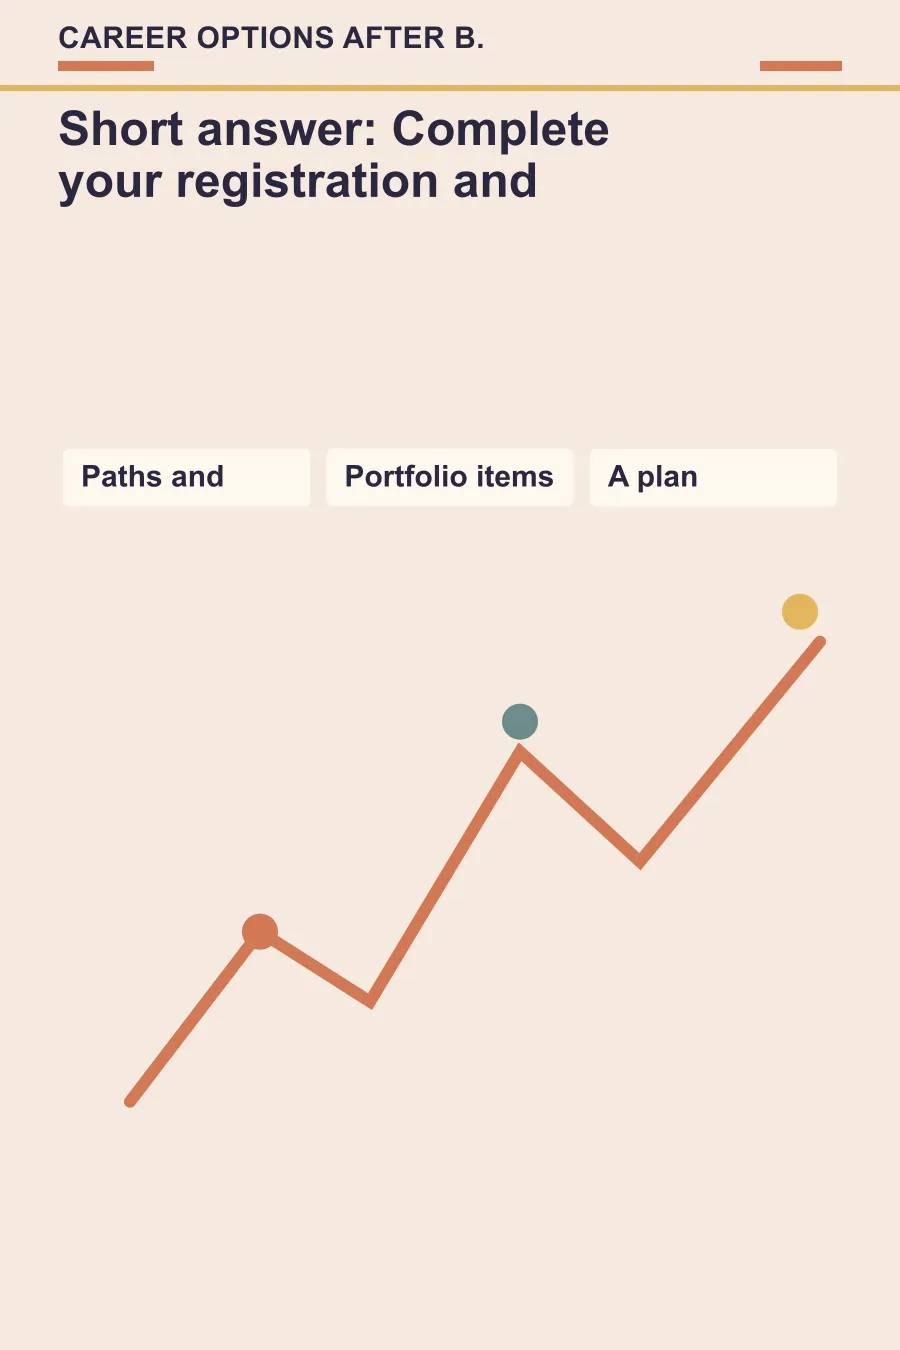 CAREER OPTIONS AFTER B.
Short answer: Complete
your registration and
Paths and
Portfolio items
A plan